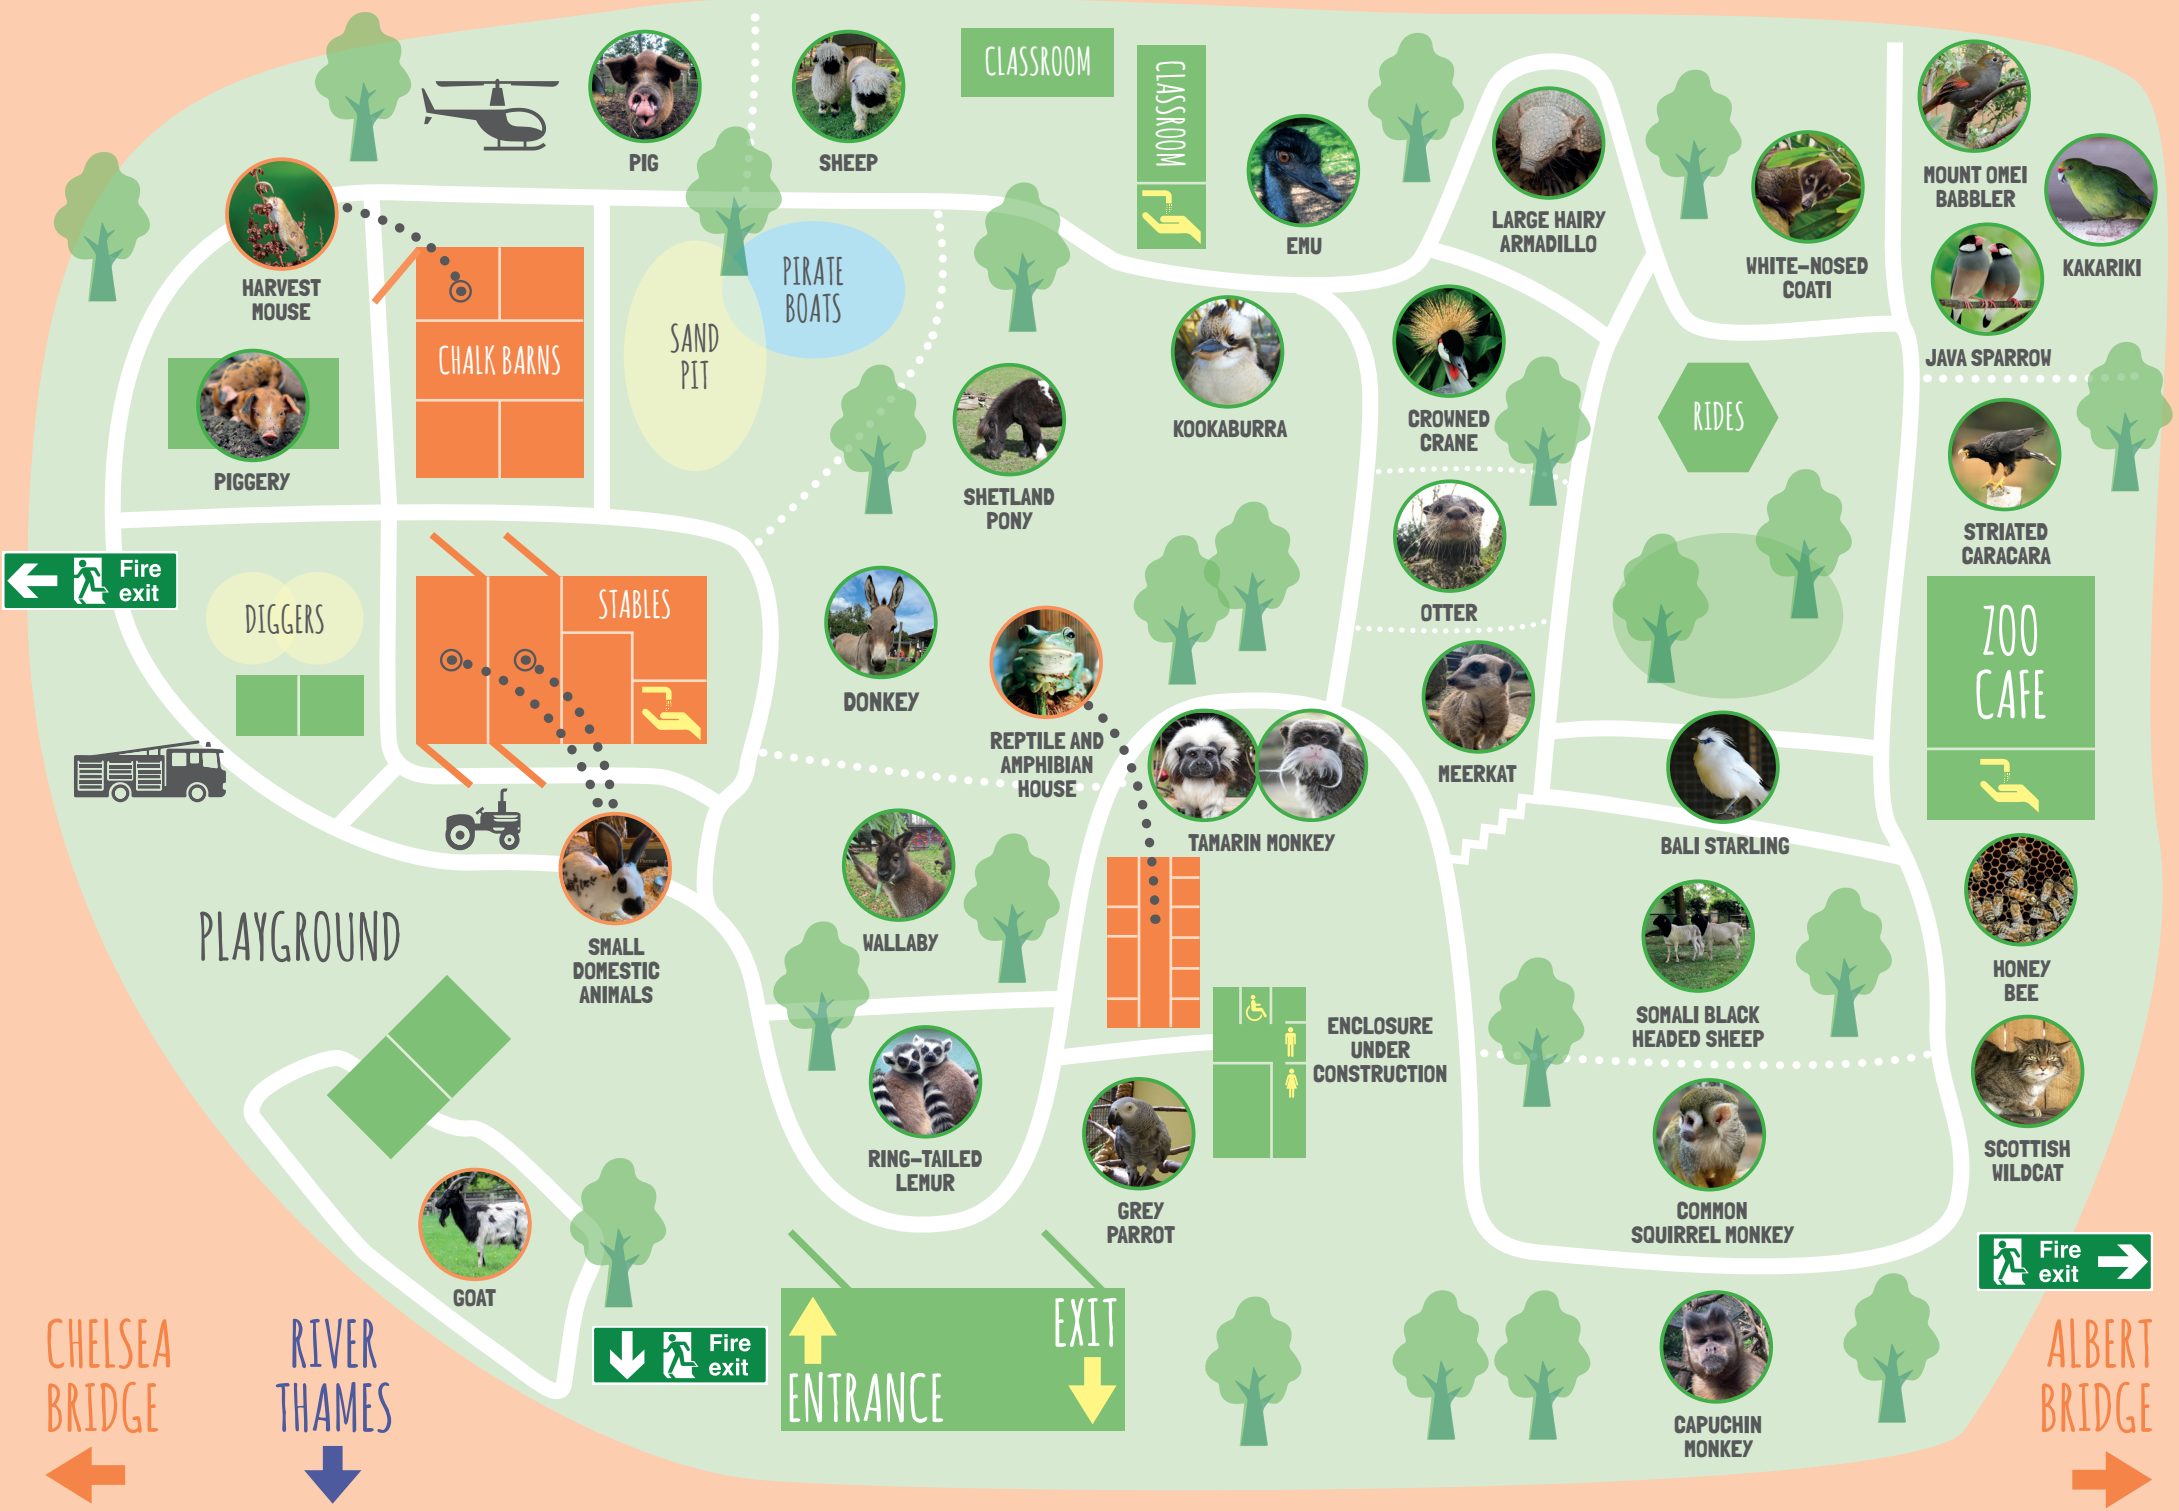 CLASSROOM
CLASSROOM
PIG
SHEEP
EMU
LARGE HAIRY
ARMADILLO
WHITE-NOSED
COATI
MOUNT OMEI
BABBLER
KAKARIKI
JAVA SPARROW
HARVEST
MOUSE
PIGGERY
CHALK BARNS
SAND
PIT
PIRATE
BOATS
SHETLAND
PONY
KOOKABURRA
CROWNED
CRANE
RIDES
STRIATED
CARACARA
OTTER
Fire
exit
DIGGERS
STABLES
DONKEY
REPTILE AND
AMPHIBIAN
HOUSE
TAMARIN MONKEY
MEERKAT
BALI STARLING
ZOO
CAFE
PLAYGROUND
SMALL
DOMESTIC
ANIMALS
WALLABY
HONEY
BEE
SOMALI BLACK
HEADED SHEEP
ENCLOSURE
UNDER
CONSTRUCTION
RING-TAILED
LEMUR
GREY
PARROT
COMMON
SQUIRREL MONKEY
SCOTTISH
WILDCAT
GOAT
Fire
exit
CHELSEA
BRIDGE
RIVER
THAMES
Fire
exit
ENTRANCE
EXIT
CAPUCHIN
MONKEY
ALBERT
BRIDGE